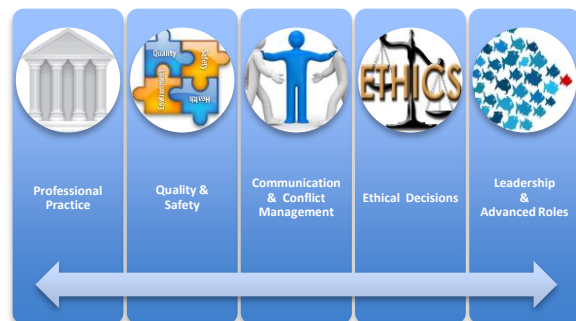 Quality
Safety
Environment
Health
ETHICS
Professional
Practice
Quality &
Safety
Communication
& Conflict
Management
Ethical Decisions
Leadership
&
Advanced Roles